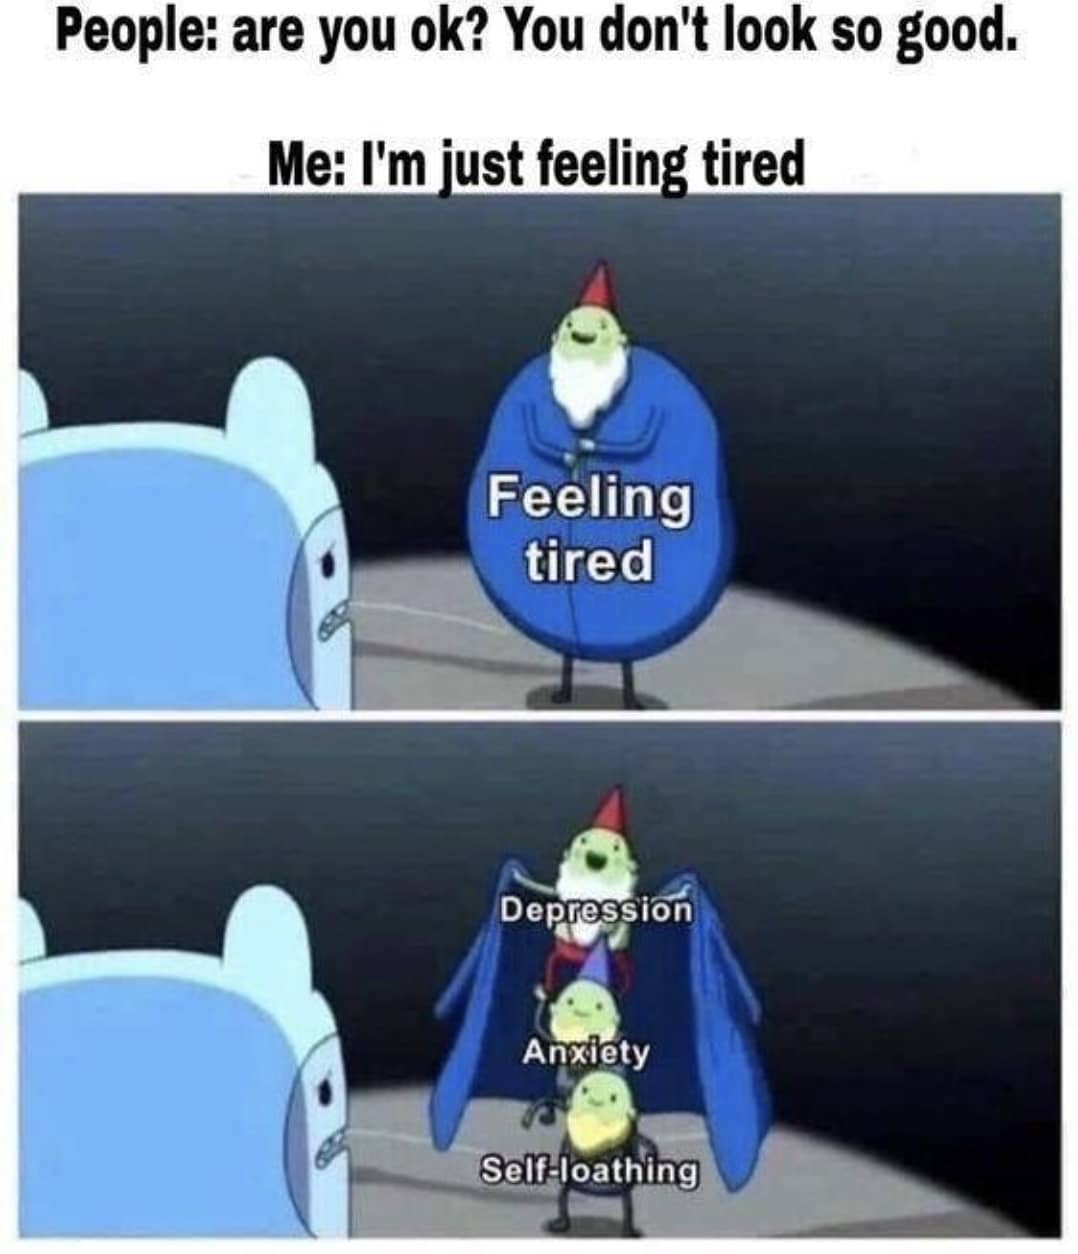 People: are you ok? You don't look so good.
Me: I'm just feeling tired
Feeling
tired
Depression
Anxiety
Self-loathing